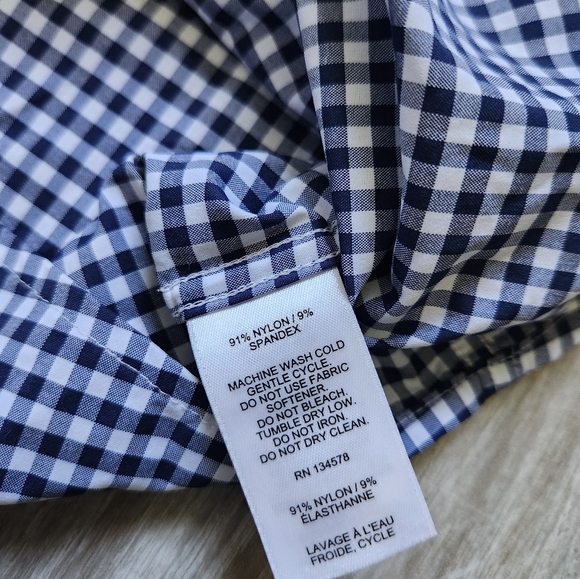 91% NYLON / 9%
SPANDEX
MACHINE WASH COLD
GENTLE CYCLE.
DO NOT USE FABRIC
SOFTENER.
DO NOT BLEACH.
TUMBLE DRY LOW.
DO NOT IRON.
DO NOT DRY CLEAN.
RN 134578
91% NYLON / 9%
ÉLASTHANNE
LAVAGE À L'EAU
FROIDE, CYCLE